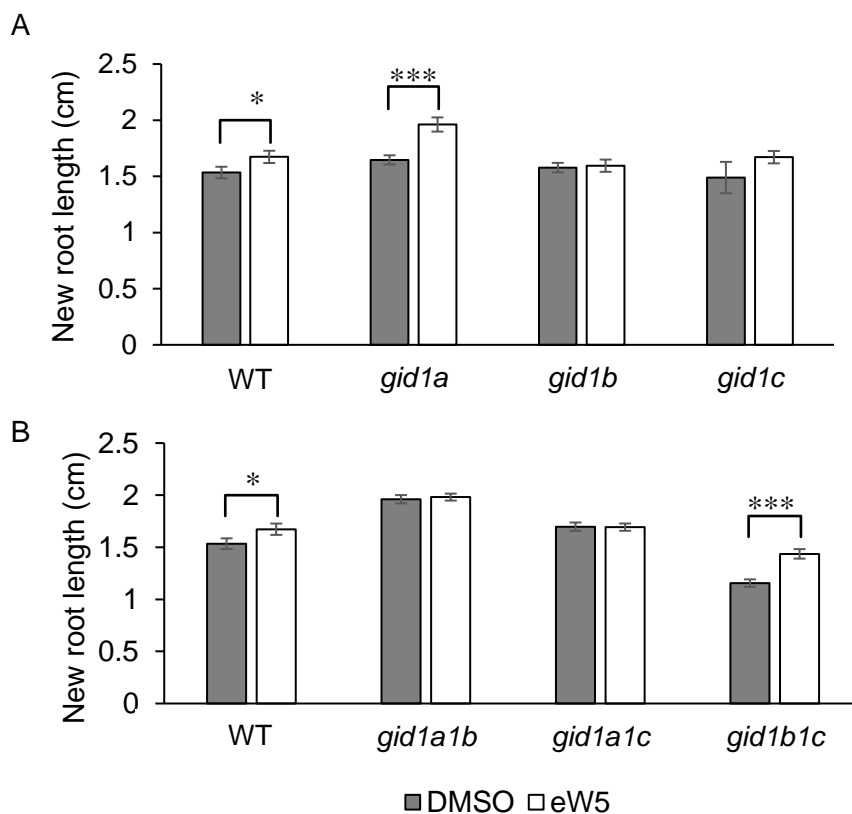 A
New root length (cm)
2.5
2
1.5
1
0.5
0
*
***
WT gid1a gid1b gid1c
B
New root length (cm)
2.5
2
1.5
1
0.5
0
*
***
WT gid1a1b gid1a1c gid1b1c
DMSO eW5